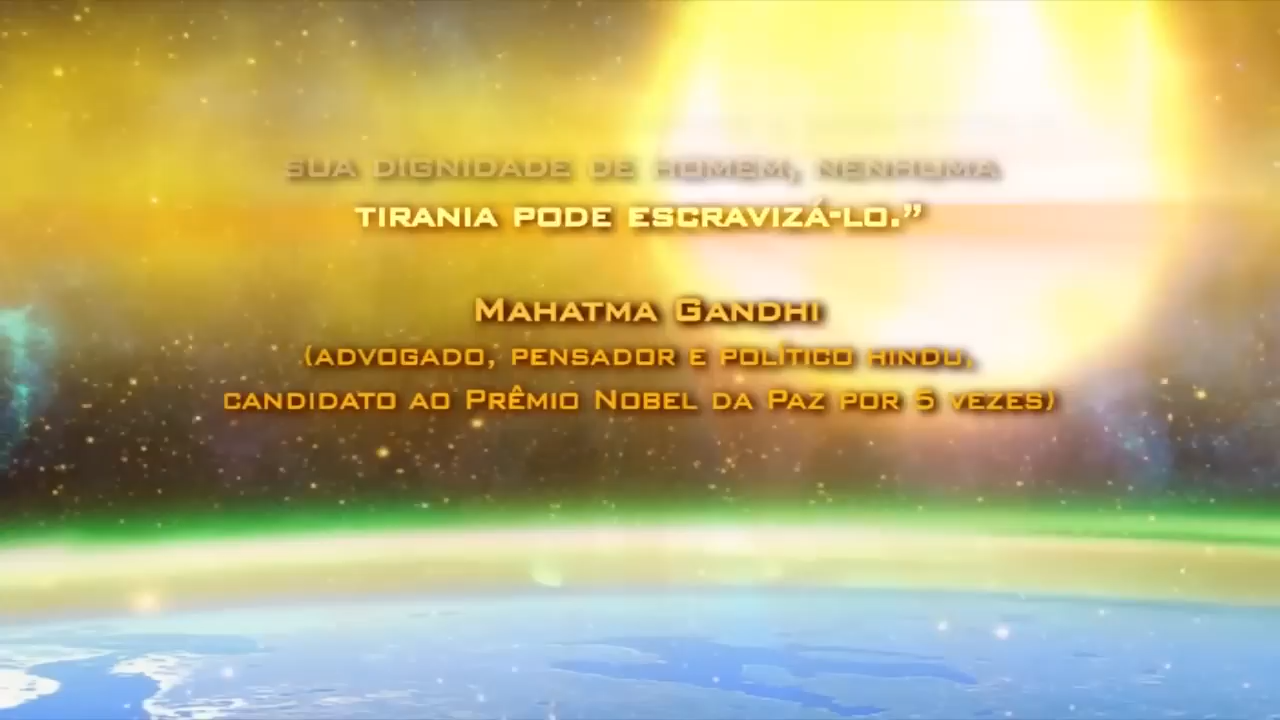 SUA DIGNIDADE DE HOMEM, NENHUMA
TIRANIA PODE ESCRAVIZÁ-LO.”
MAHATMA GANDHI
(ADVOGADO, PENSADOR E POLÍTICO HINDU,
CANDIDATO AO PRÊMIO NOBEL DA PAZ POR 5 VEZES)